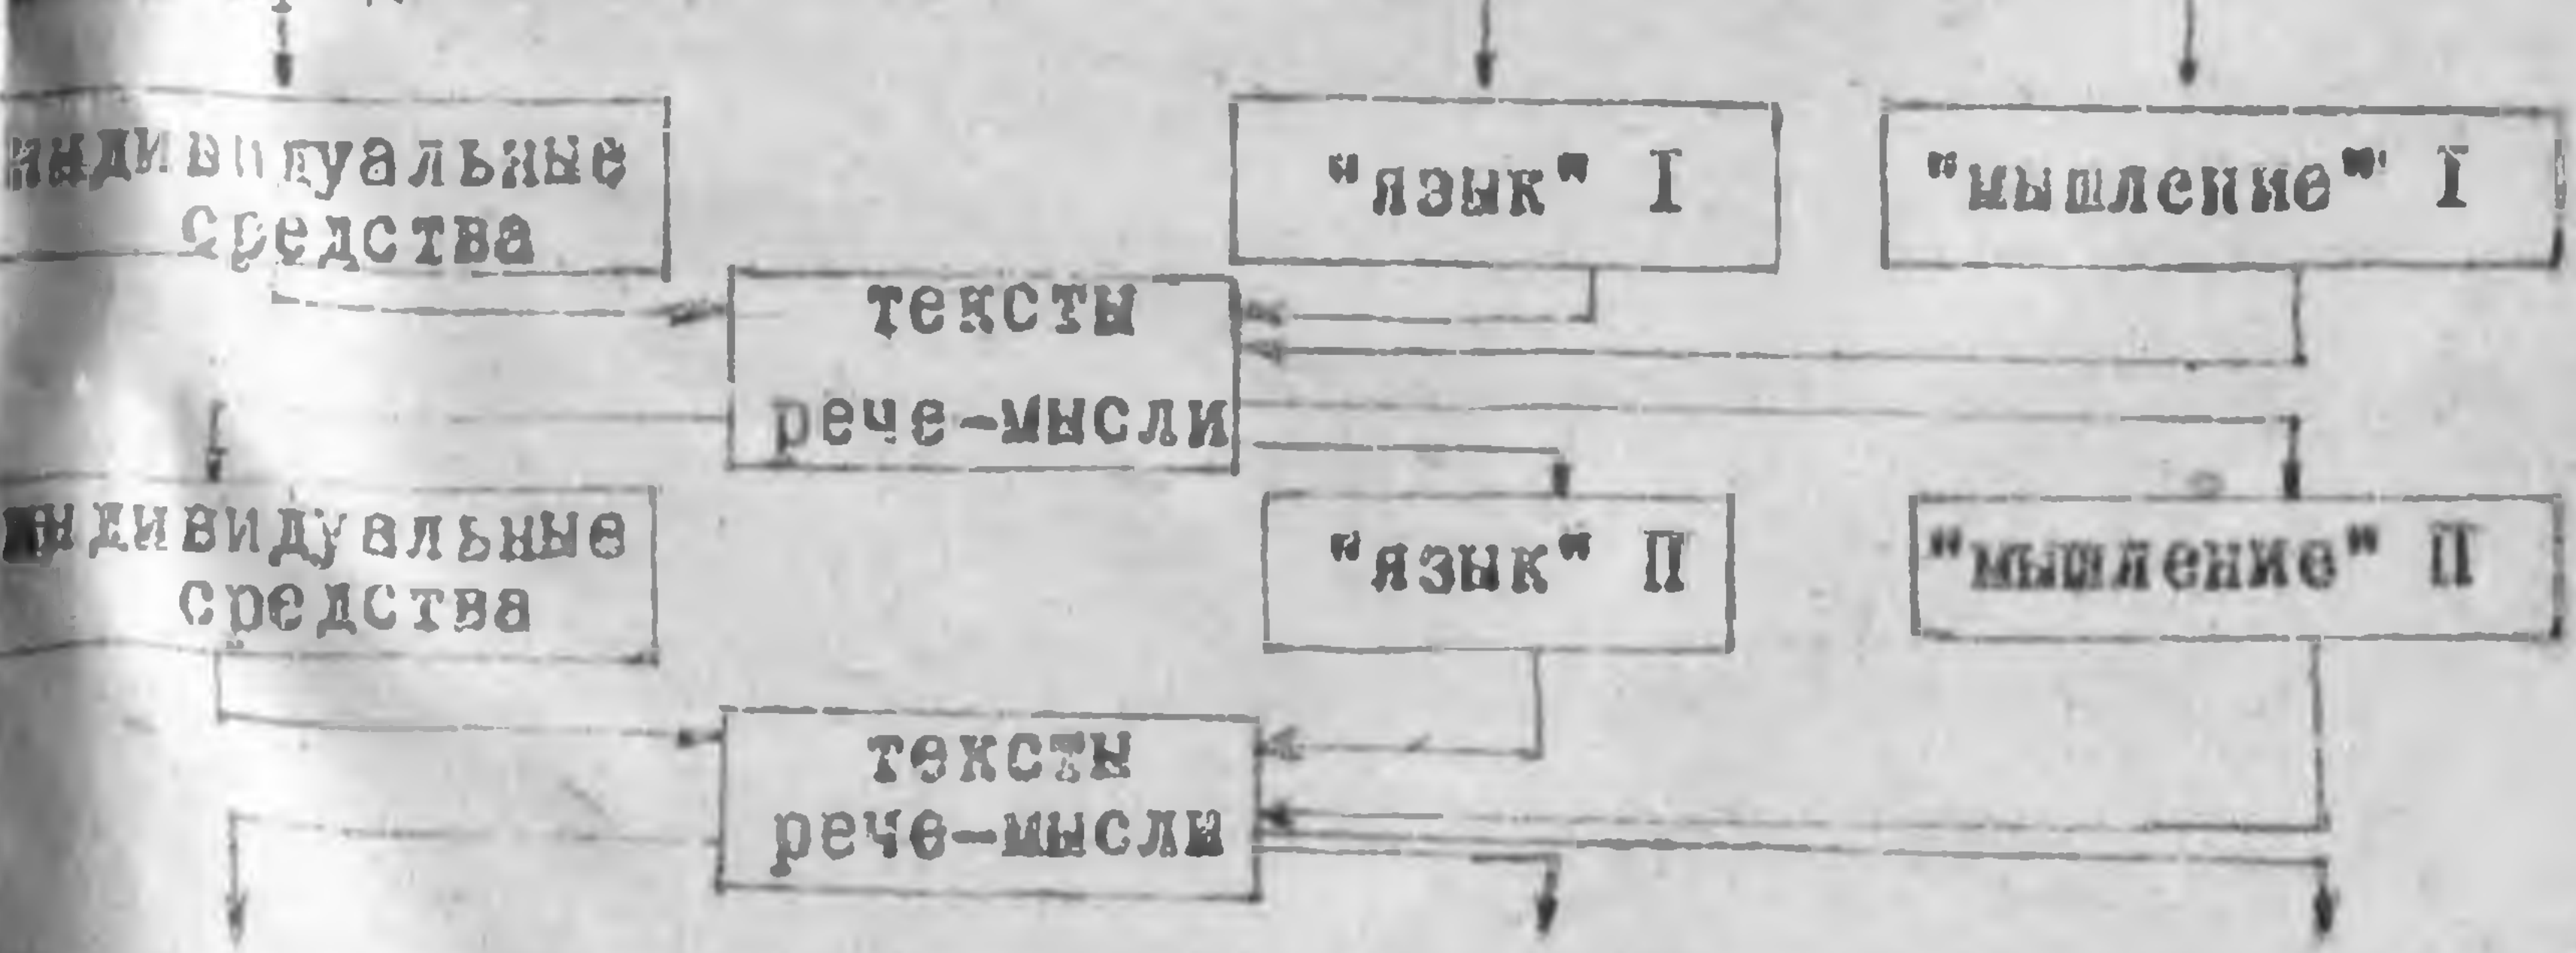 индивидуальные
средства
"язык" I
"мышление" I
тексты
рече-мысли
индивидуальные
средства
"язык" II
"мышление" II
тексты
рече-мысли